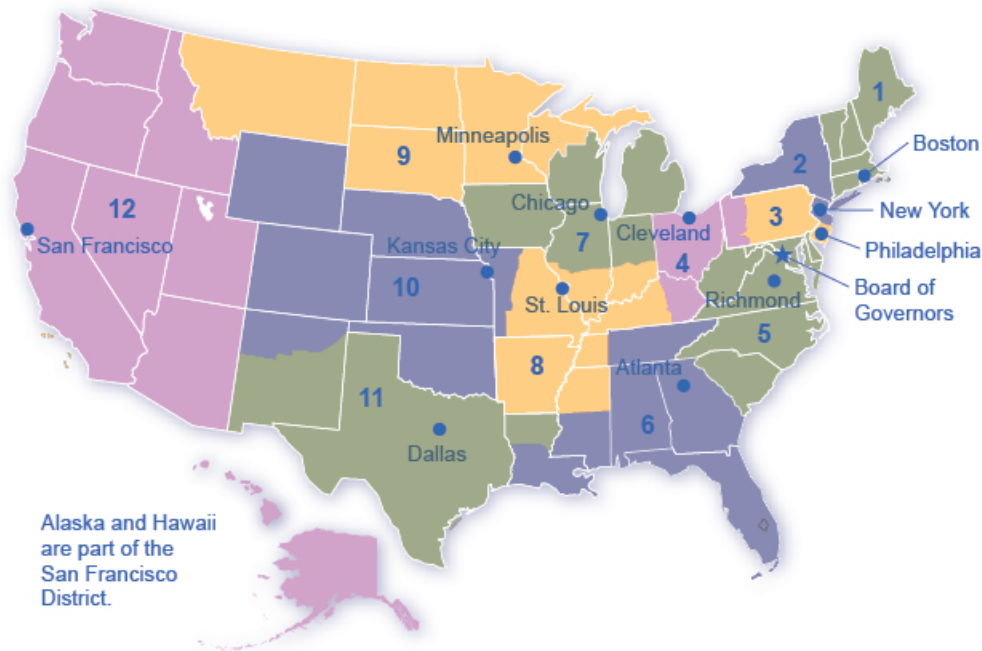 1
Boston
2
New York
3
Philadelphia
Board of
Governors
Minneapolis
9
Chicago
7
Cleveland
4
12
San Francisco
Kansas City
10
St. Louis
Richmond
5
8
Atlanta
6
11
Dallas
Alaska and Hawaii
are part of the
San Francisco
District.